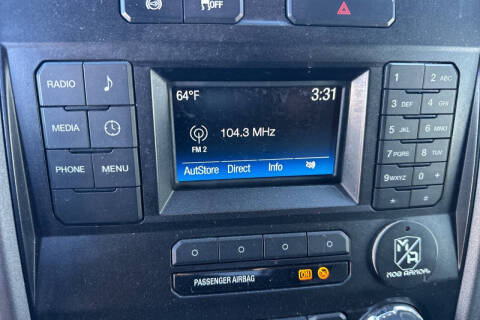 OFF
RADIO
MEDIA
PHONE MENU
64°F 3:31
104.3 MHz
FM 2
AutStore Direct Info
1 2 ABC
3 DEF 4 GHI
5 JKL 6 MNO
7 PQRS 8 TUV
9 WXYZ 0 +
* #
PASSENGER AIRBAG
MOB ARMOR